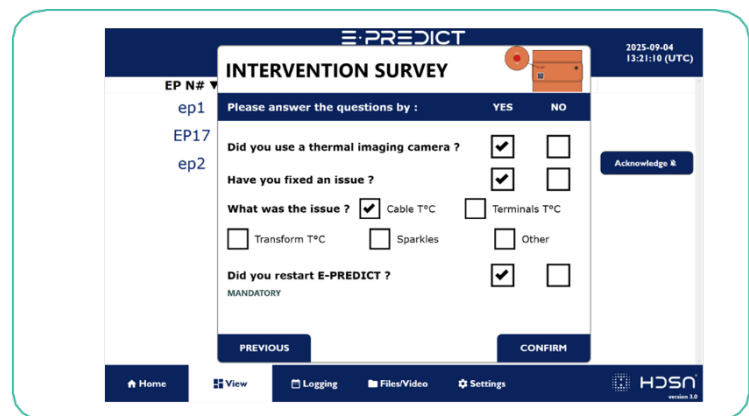 E·PREDICT
2025-09-04
13:21:10 (UTC)
INTERVENTION SURVEY
EP N# ▼
ep1
EP17
ep2
Please answer the questions by : YES NO
Did you use a thermal imaging camera ?
Have you fixed an issue ?
What was the issue ? Cable T°C Terminals T°C
Transform T°C Sparkles Other
Did you restart E-PREDICT ?
MANDATORY
Acknowledge
PREVIOUS CONFIRM
Home View Logging Files/Video Settings
HDSN
version 3.0